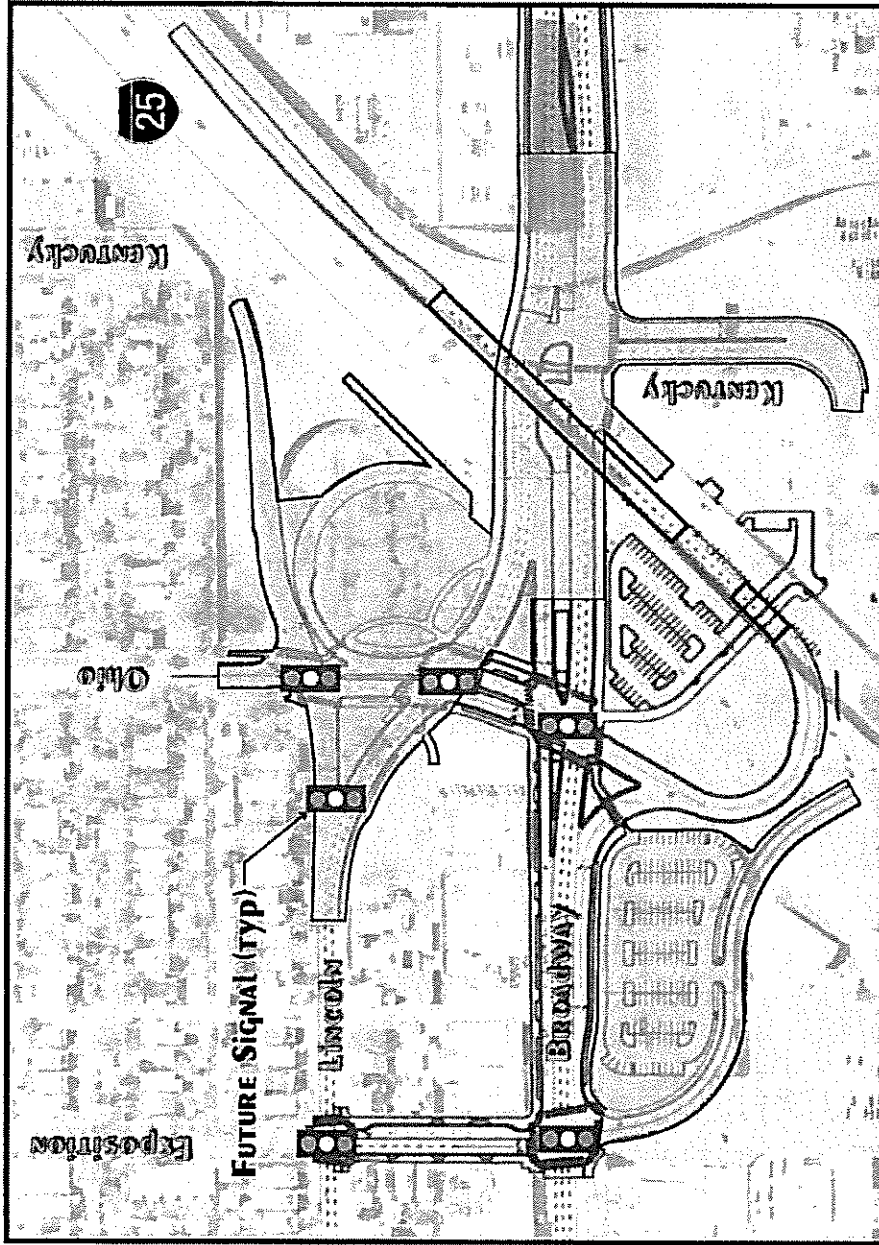 25
Kentucky
Kentucky
Ohio
Future Signal (typ)
Lincoln
Broadway
Exposition